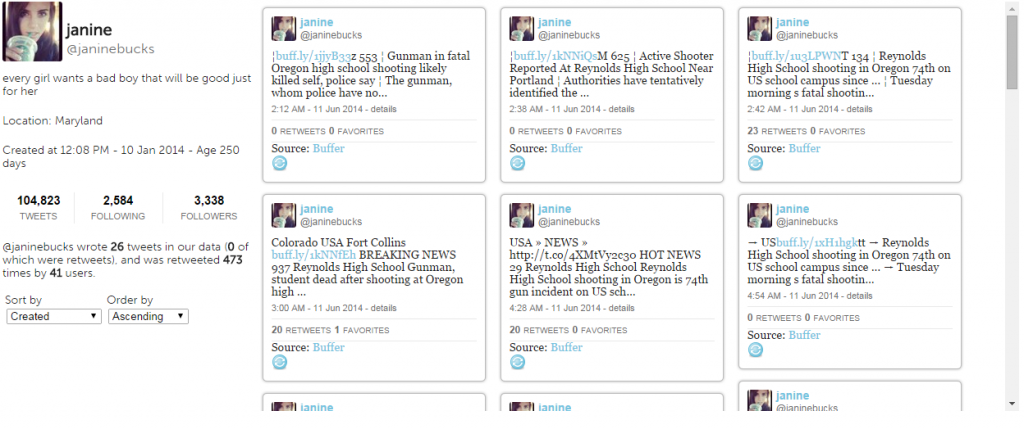 janine
@janinebucks
every girl wants a bad boy that will be good just
for her
Location: Maryland
Created at 12:08 PM - 10 Jan 2014 - Age 250
days
104,823 2,584 3,338
TWEETS FOLLOWING FOLLOWERS
@janinebucks wrote 26 tweets in our data (0 of
which were retweets), and was retweeted 473
times by 41 users.
Sort by Order by
Created Ascending
janine
@janinebucks
¦buff.ly/1jjvB33z 553 ¦ Gunman in fatal
Oregon high school shooting likely
killed self, police say ¦ The gunman,
whom police have no...
2:12 AM - 11 Jun 2014 - details
0 RETWEETS 0 FAVORITES
Source: Buffer
janine
@janinebucks
¦buff.ly/1kNNiQsM 625 ¦ Active Shooter
Reported At Reynolds High School Near
Portland ¦ Authorities have tentatively
identified the ...
2:38 AM - 11 Jun 2014 - details
0 RETWEETS 0 FAVORITES
Source: Buffer
janine
@janinebucks
¦buff.ly/1u3LPWNT 134 ¦ Reynolds
High School shooting in Oregon 74th on
US school campus since ... ¦ Tuesday
morning s fatal shootin...
2:42 AM - 11 Jun 2014 - details
23 RETWEETS 0 FAVORITES
Source: Buffer
janine
@janinebucks
Colorado USA Fort Collins
buff.ly/1kNNfEh BREAKING NEWS
937 Reynolds High School Gunman,
student dead after shooting at Oregon
high ...
3:00 AM - 11 Jun 2014 - details
20 RETWEETS 1 FAVORITES
Source: Buffer
janine
@janinebucks
USA » NEWS »
http://t.co/4XMtVy2c3o HOT NEWS
29 Reynolds High School Reynolds
High School shooting in Oregon is 74th
gun incident on US sch...
4:28 AM - 11 Jun 2014 - details
20 RETWEETS 0 FAVORITES
Source: Buffer
janine
@janinebucks
→ USbuff.ly/1xH1hgktt → Reynolds
High School shooting in Oregon 74th on
US school campus since ... → Tuesday
morning s fatal shootin...
4:54 AM - 11 Jun 2014 - details
0 RETWEETS 0 FAVORITES
Source: Buffer
janine
janine
janine
@janinebucks